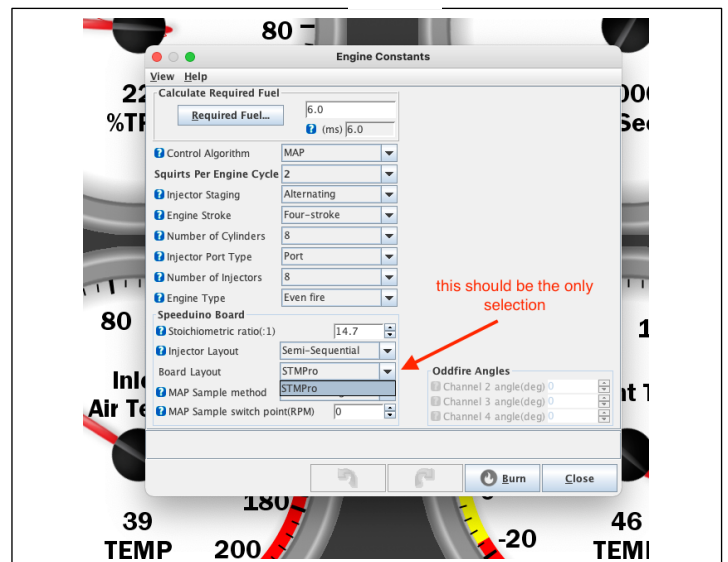 80
Engine Constants
View Help
Calculate Required Fuel
Required Fuel...
6.0
(ms) 6.0
%TP
Control Algorithm MAP
Squirts Per Engine Cycle 2
Injector Staging Alternating
Engine Stroke Four-stroke
Number of Cylinders 8
Injector Port Type Port
Number of Injectors 8
Engine Type Even fire
this should be the only
selection
Speeduino Board
Stoichiometric ratio(:1) 14.7
80
Injector Layout Semi-Sequential
Board Layout STMPro
STMPro
MAP Sample method
MAP Sample switch point(RPM) 0
Oddfire Angles
Channel 2 angle(deg) 0
Channel 3 angle(deg) 0
Channel 4 angle(deg) 0
Air Te
Burn
Close
180
39
TEMP
200
-20
46
TEM